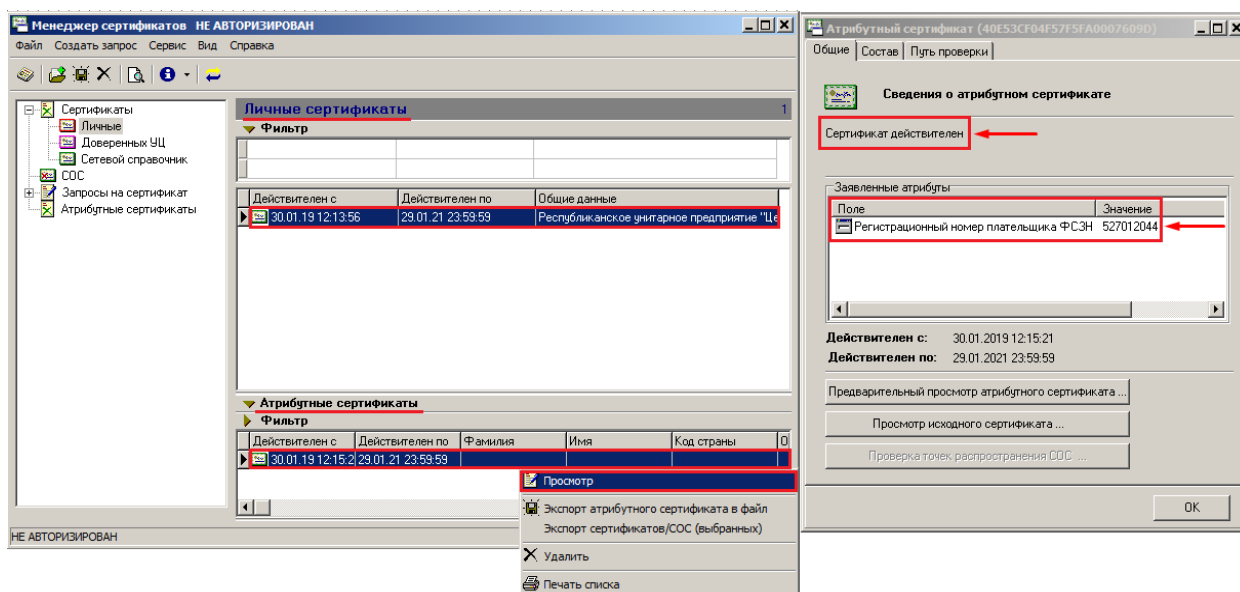 Менеджер сертификатов НЕ АВТОРИЗИРОВАН
Файл Создать запрос Сервис Вид Справка
Сертификаты
Личные
Доверенных УЦ
Сетевой справочник
СОС
Запросы на сертификат
Атрибутные сертификаты
Личные сертификаты 1
Фильтр
Действителен с Действителен по Общие данные
30.01.19 12:13:56 29.01.21 23:59:59 Республиканское унитарное предприятие "Це
Атрибутные сертификаты
Фильтр
Действителен с Действителен по Фамилия Имя Код страны О
30.01.19 12:15:2 29.01.21 23:59:59
Просмотр
Экспорт атрибутного сертификата в файл
Экспорт сертификатов/СОС (выбранных)
Удалить
Печать списка
НЕ АВТОРИЗИРОВАН
Атрибутный сертификат (40E53CF04F57F5FA0007609D)
Общие Состав Путь проверки
Сведения о атрибутном сертификате
Сертификат действителен
Заявленные атрибуты
Поле Значение
Регистрационный номер плательщика ФСЗН 527012044
Действителен с: 30.01.2019 12:15:21
Действителен по: 29.01.2021 23:59:59
Предварительный просмотр атрибутного сертификата ...
Просмотр исходного сертификата ...
Проверка точек распространения СОС ...
OK